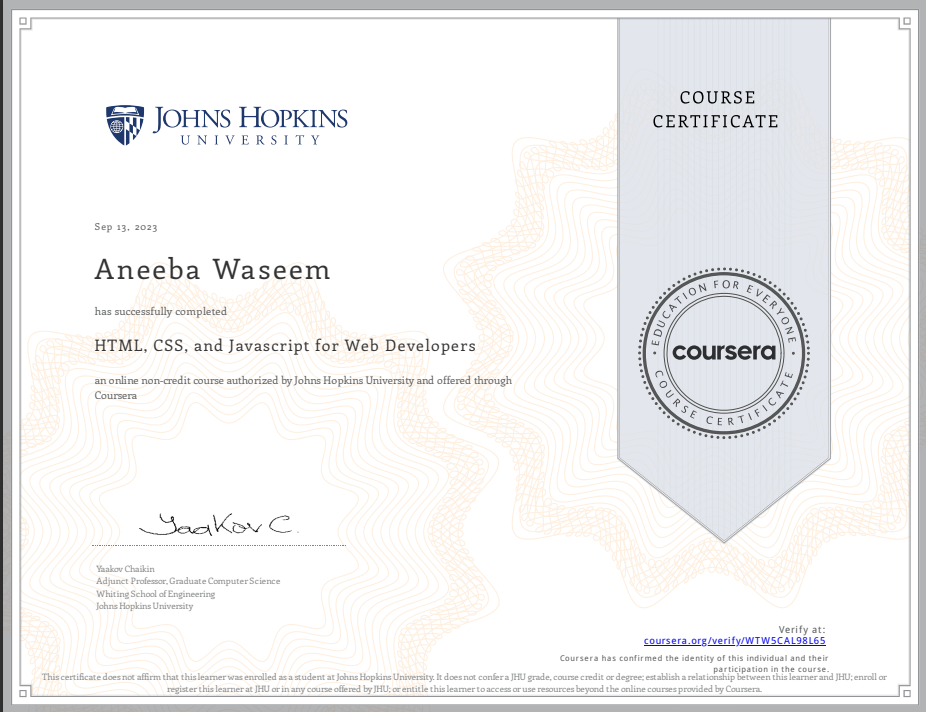 JOHNS HOPKINS
UNIVERSITY
COURSE
CERTIFICATE
Sep 13, 2023
Aneeba Waseem
has successfully completed
HTML, CSS, and Javascript for Web Developers
an online non-credit course authorized by Johns Hopkins University and offered through
Coursera
EDUCATION FOR EVERYONE
coursera
COURSE CERTIFICATE
Yaakov C.
Yaakov Chaikin
Adjunct Professor, Graduate Computer Science
Whiting School of Engineering
Johns Hopkins University
Verify at:
coursera.org/verify/WTW5CAL98L65
Coursera has confirmed the identity of this individual and their
participation in the course.
This certificate does not affirm that this learner was enrolled as a student at Johns Hopkins University. It does not confer a JHU grade, course credit or degree; establish a relationship between this learner and JHU; enroll or
register this learner at JHU or in any course offered by JHU; or entitle this learner to access or use resources beyond the online courses provided by Coursera.